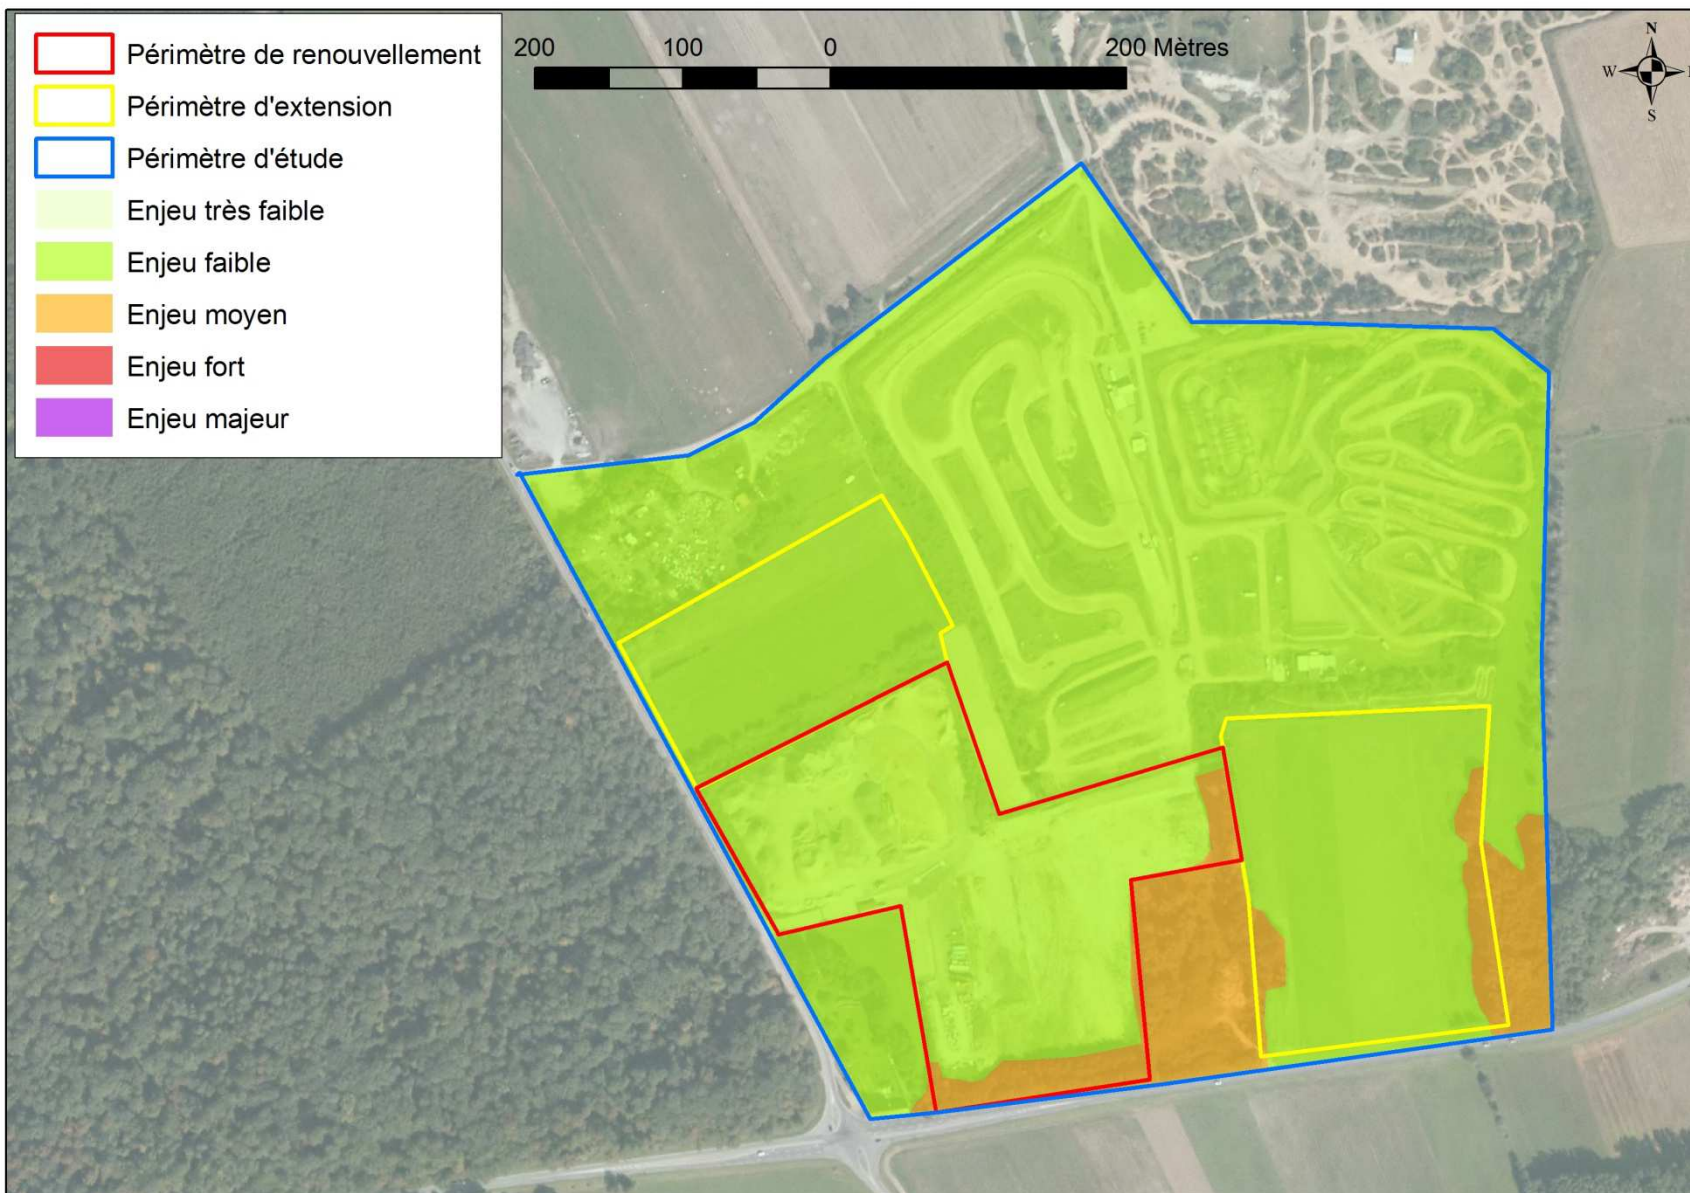 Périmètre de renouvellement
Périmètre d'extension
Périmètre d'étude
Enjeu très faible
Enjeu faible
Enjeu moyen
Enjeu fort
Enjeu majeur
200 100 0 200 Mètres
N
W
S